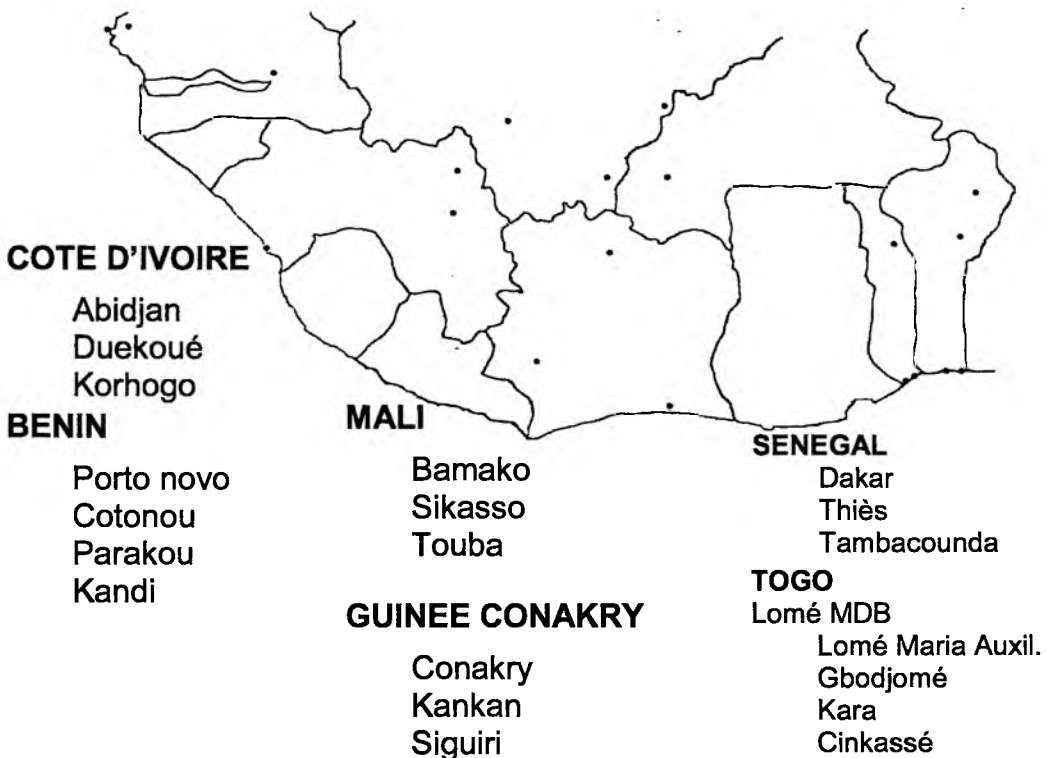 COTE D'IVOIRE
Abidjan
Duekoué
Korhogo
BENIN
Porto novo
Cotonou
Parakou
Kandi
MALI
Bamako
Sikasso
Touba
GUINEE CONAKRY
Conakry
Kankan
Siguiri
SENEGAL
Dakar
Thiès
Tambacounda
TOGO
Lomé MDB
Lomé Maria Auxil.
Gbodjomé
Kara
Cinkassé